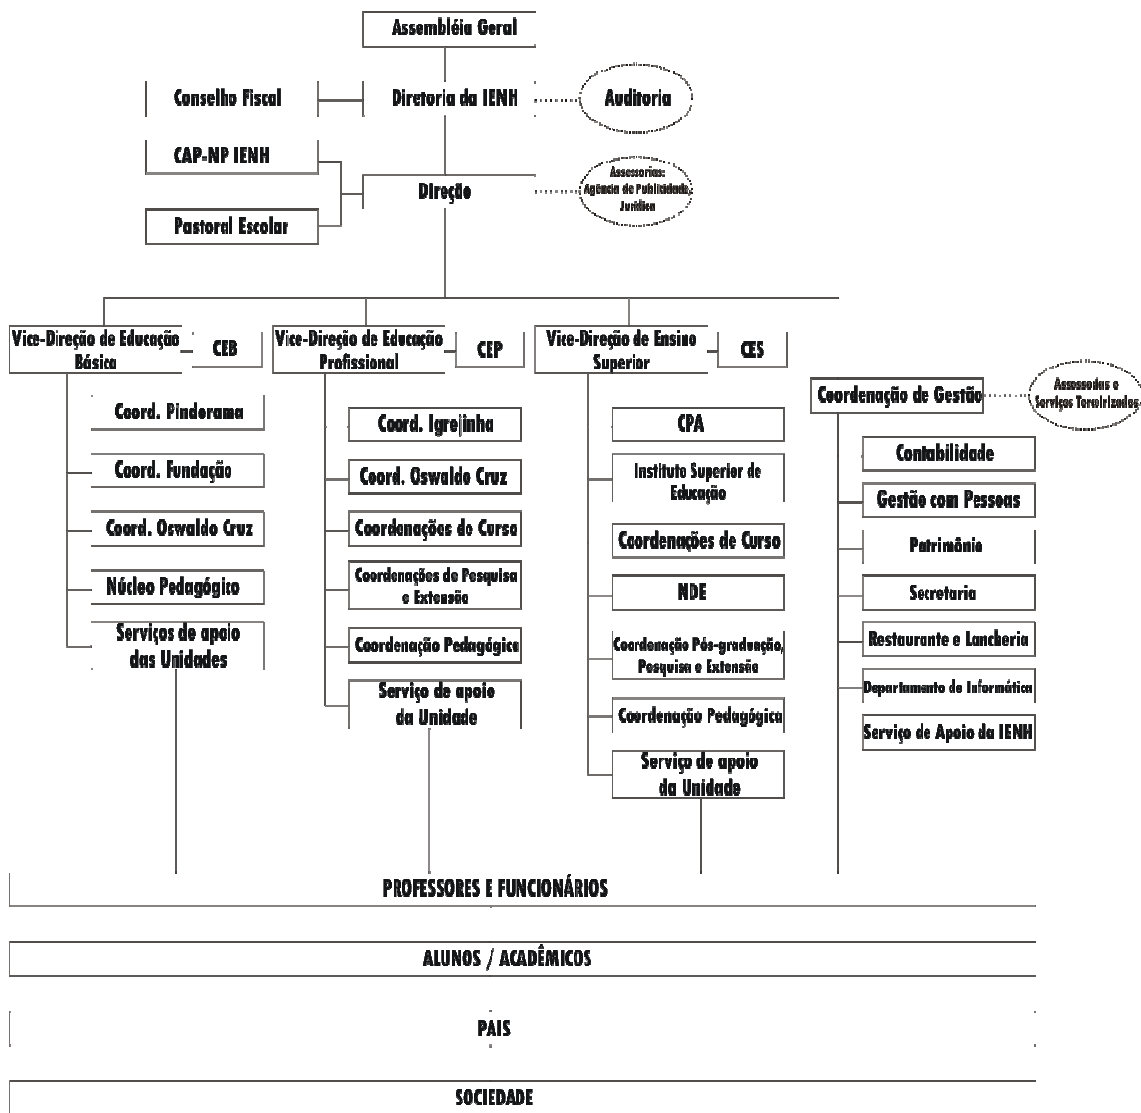 Assembléia Geral
Conselho Fiscal
Diretoria da IENH
Auditoria
CAP-NP IENH
Pastoral Escolar
Direção
Assessorias:
Agência de Publicidade,
Jurídica
Vice-Direção de Educação
Básica
CEB
Vice-Direção de Educação
Profissional
CEP
Vice-Direção de Ensino
Superior
CES
Coordenação de Gestão
Serviços Terceirizados
Coord. Pindorama
Coord. Fundação
Coord. Oswaldo Cruz
Núcleo Pedagógico
Serviços de apoio
das Unidades
Coord. Igrejinha
Coord. Oswaldo Cruz
Coordenações de Curso
Coordenações de Pesquisa
e Extensão
Coordenação Pedagógica
Serviço de apoio
da Unidade
CPA
Instituto Superior de
Educação
Coordenações de Curso
NDE
Coordenação Pós-graduação,
Pesquisa e Extensão
Coordenação Pedagógica
Serviço de apoio
da Unidade
Contabilidade
Gestão com Pessoas
Patrimônio
Secretaria
Restaurante e Lancheria
Departamento de Informática
Serviço de Apoio da IENH
PROFESSORES E FUNCIONÁRIOS
ALUNOS / ACADÊMICOS
PAIS
SOCIEDADE